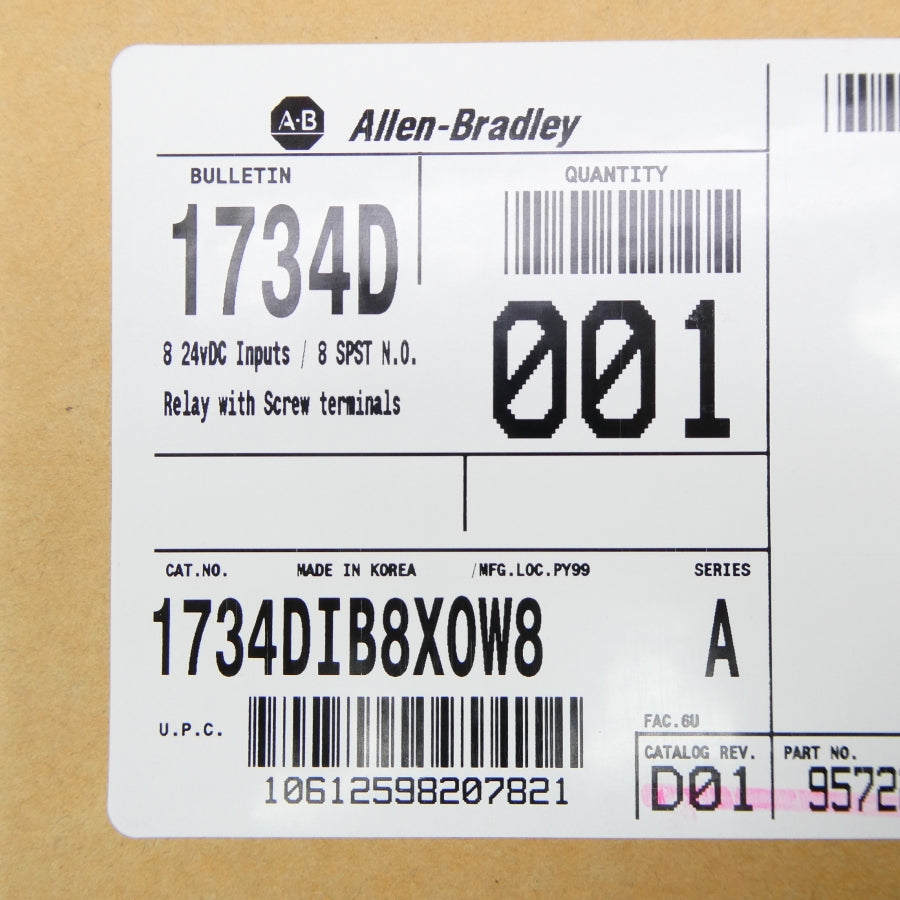 A·B Allen-Bradley
BULLETIN
1734D
8 24vDC Inputs / 8 SPST N.O.
Relay with Screw terminals
QUANTITY
001
CAT.NO. MADE IN KOREA /MFG.LOC.PY99 SERIES
1734DIB8XOW8 A
U.P.C.
10612598207821
FAC.6U
CATALOG REV.
D01
PART NO.
9572